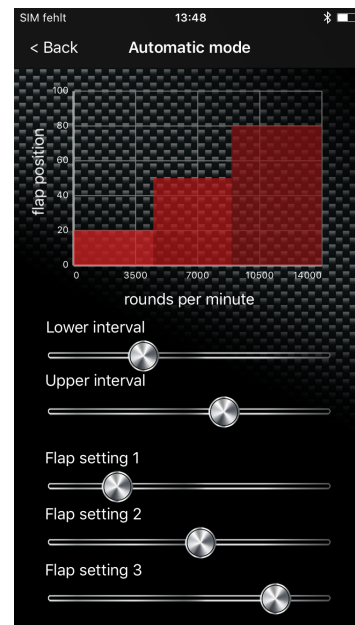 SIM fehlt 13:48
< Back Automatic mode
100
80
60
40
20
0
flap position
0 3500 7000 10500 14000
rounds per minute
Lower interval
Upper interval
Flap setting 1
Flap setting 2
Flap setting 3